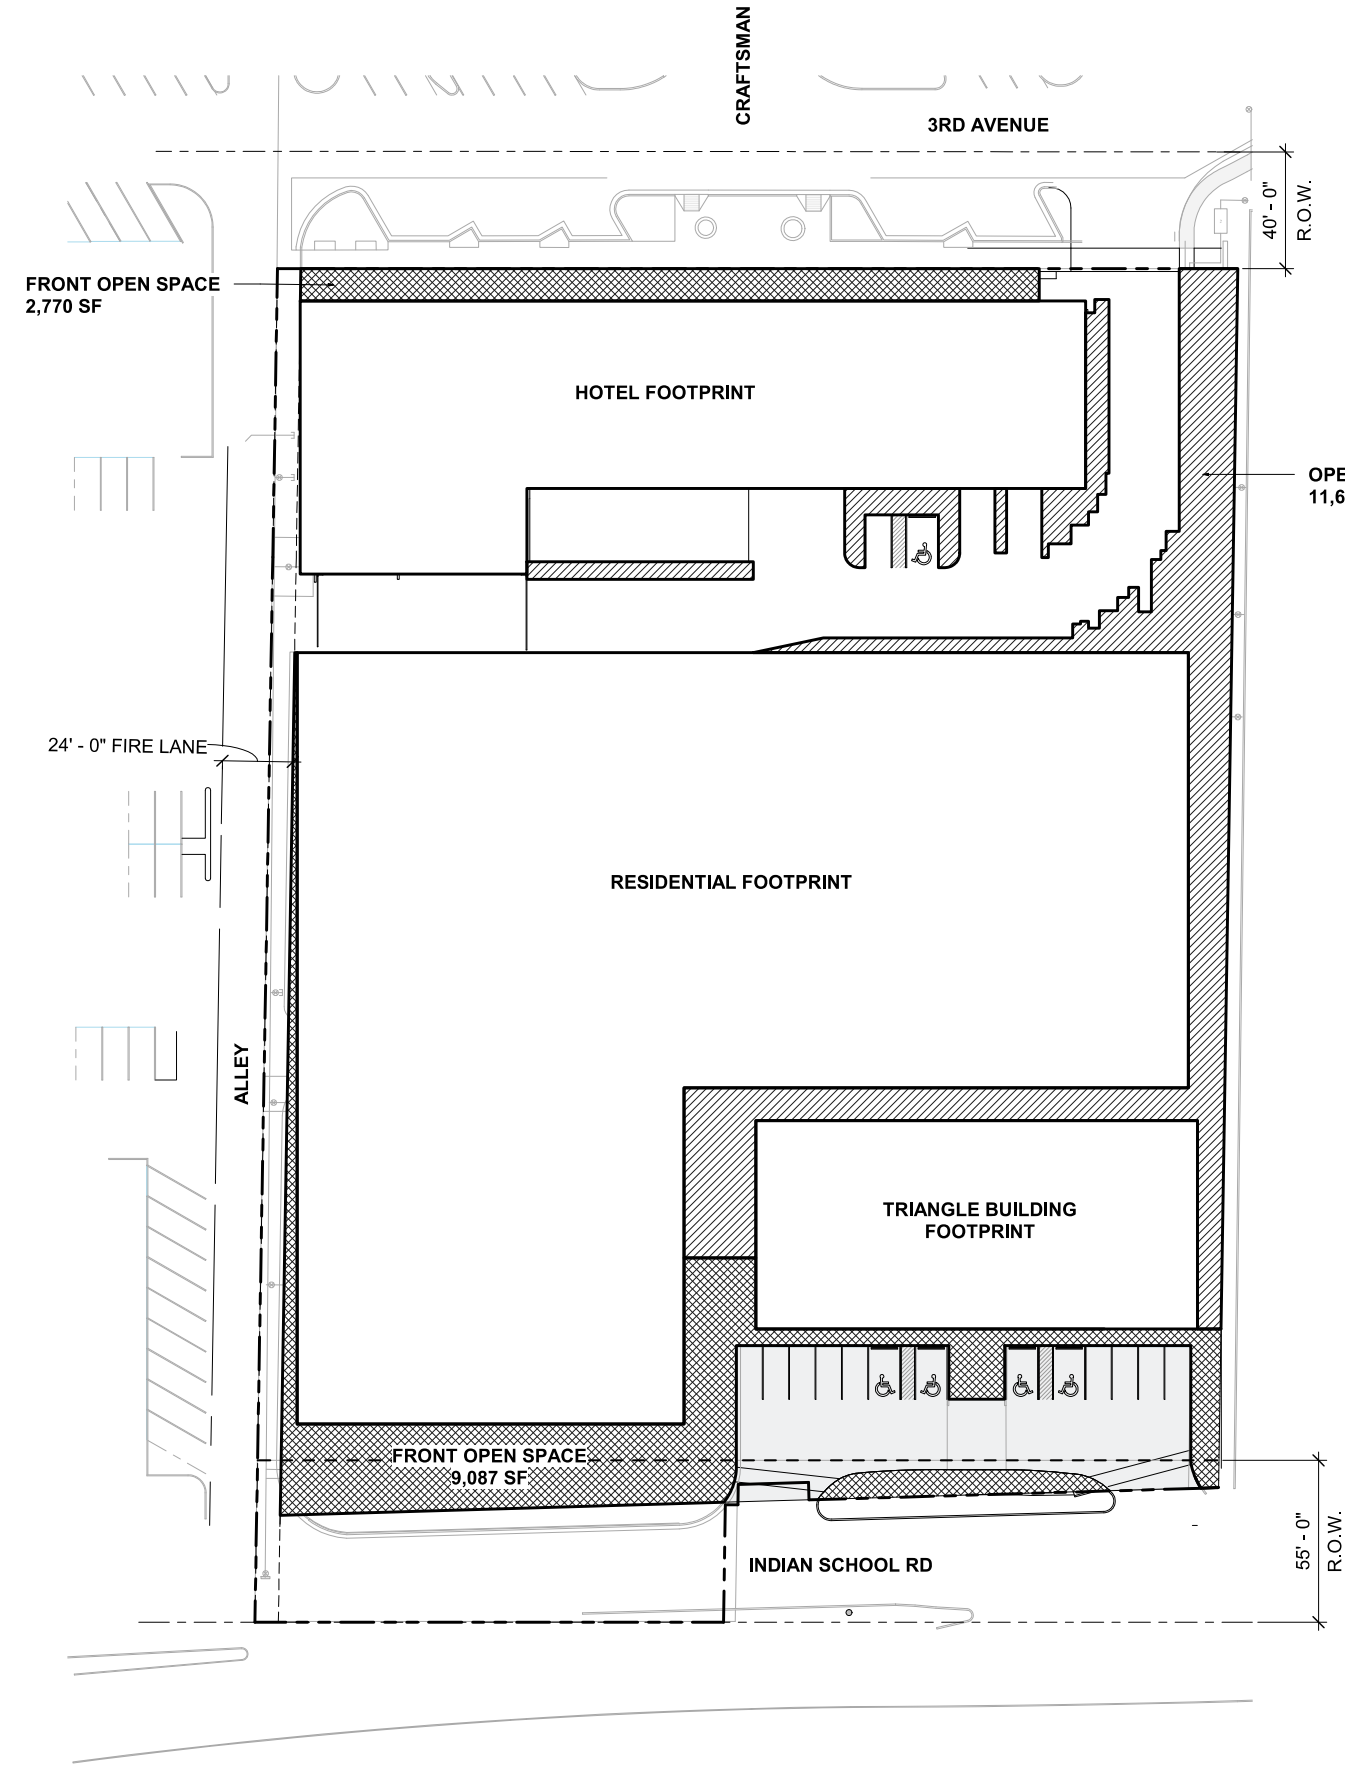 CRAFTSMAN
3RD AVENUE
40' - 0"
R.O.W.
FRONT OPEN SPACE
2,770 SF
HOTEL FOOTPRINT
OPE
11,6
24' - 0" FIRE LANE
RESIDENTIAL FOOTPRINT
ALLEY
TRIANGLE BUILDING
FOOTPRINT
FRONT OPEN SPACE
9,087 SF
55' - 0"
R.O.W.
INDIAN SCHOOL RD